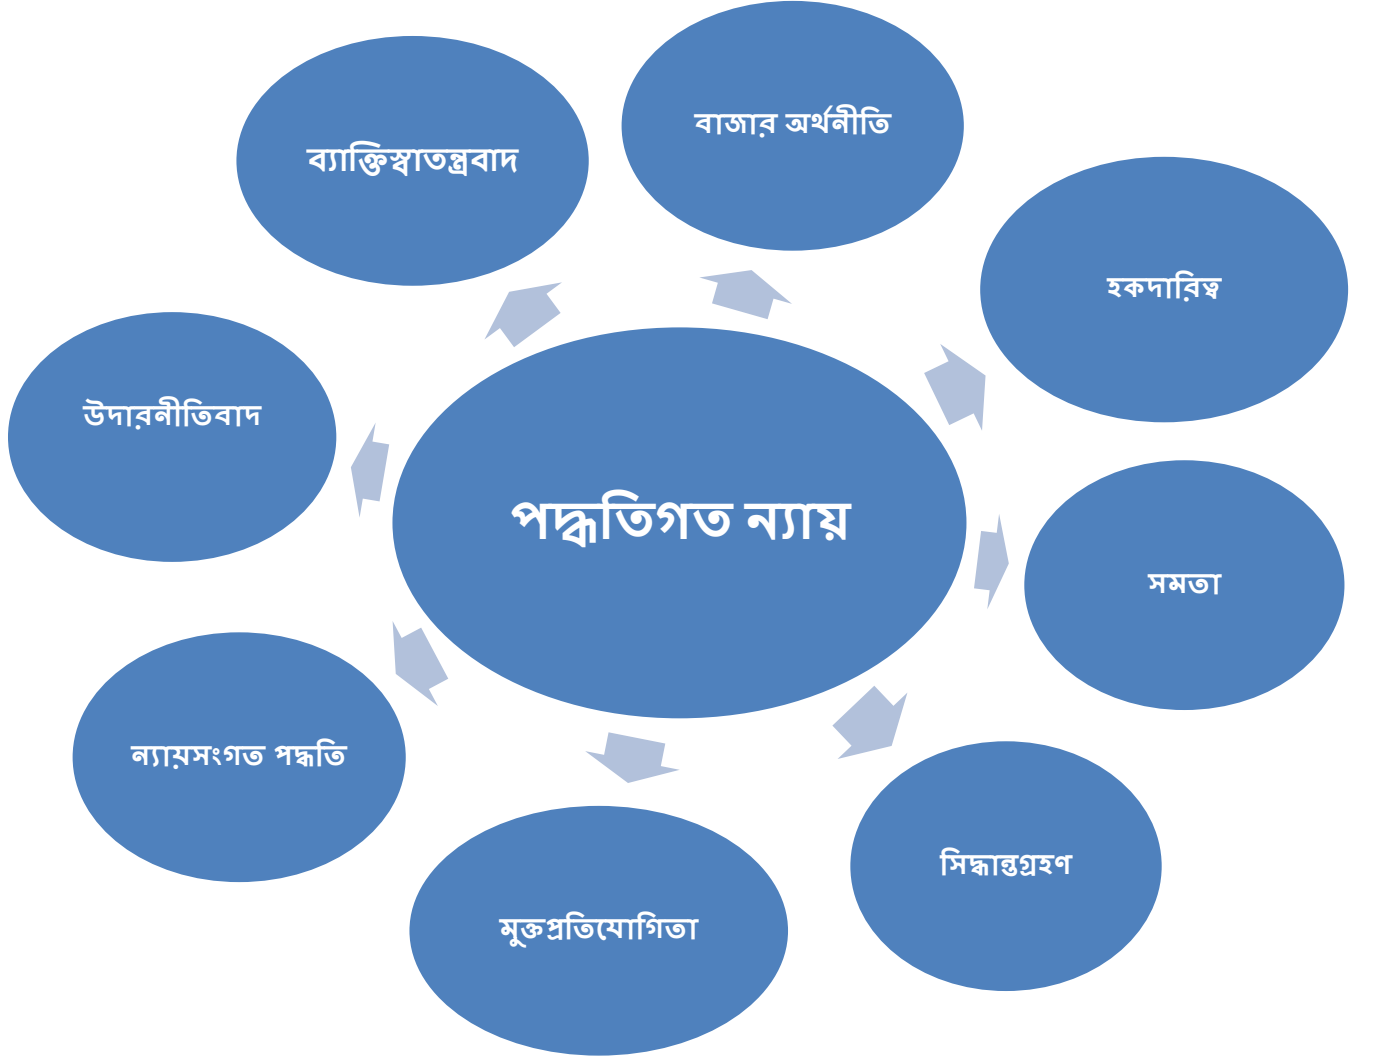 বাজার অর্থনীতি
ব্যাক্তিস্বাতন্ত্রবাদ
হকদারিত্ব
উদারনীতিবাদ
পদ্ধতিগত ন্যায়
সমতা
ন্যায়সংগত পদ্ধতি
সিদ্ধান্তগ্রহণ
মুক্তপ্রতিযোগিতা